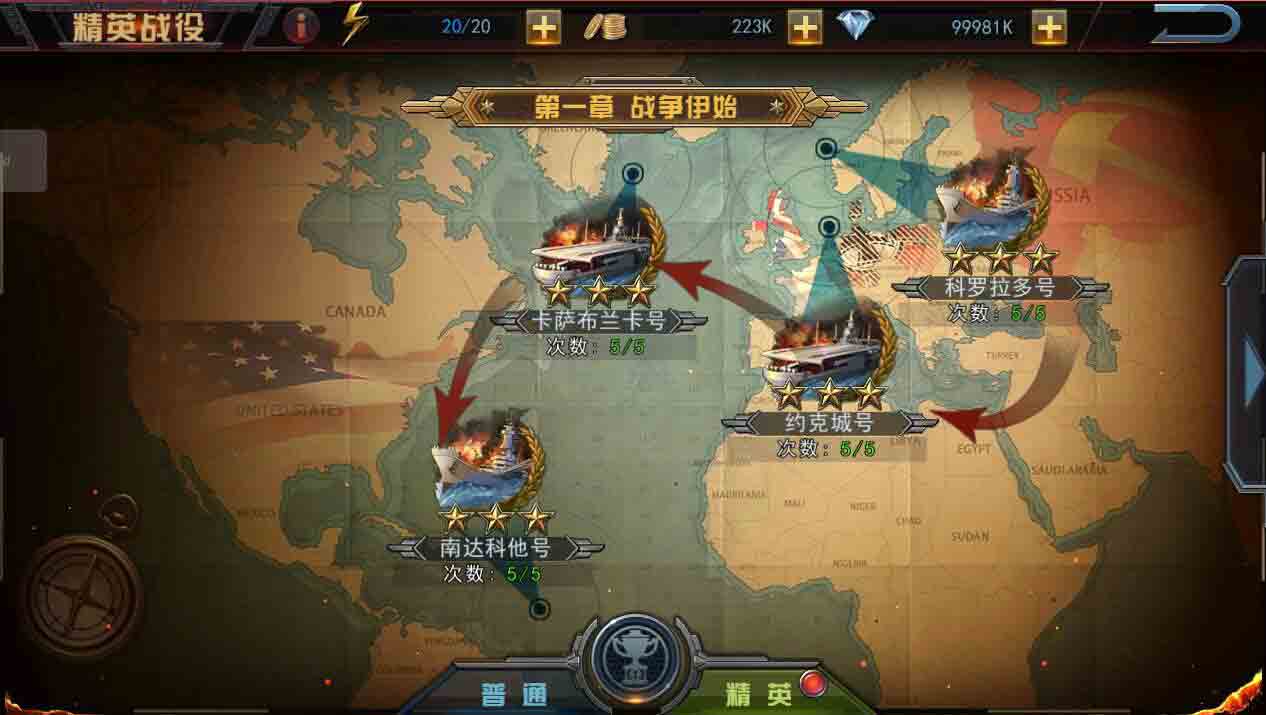 精英战役
20/20
223K
99981K
第一章 战争伊始
GREENLAND
RUSSIA
科罗拉多号
次数：5/5
CANADA
卡萨布兰卡号
次数：5/5
TURKEY
UNITED STATES
约克城号
次数：5/5
LIBYA
EGYPT
SAUDI ARABIA
MAURITANIA
MALI
NIGER
CHAD
SUDAN
MEXICO
NIGERIA
南达科他号
次数：5/5
普通
精英